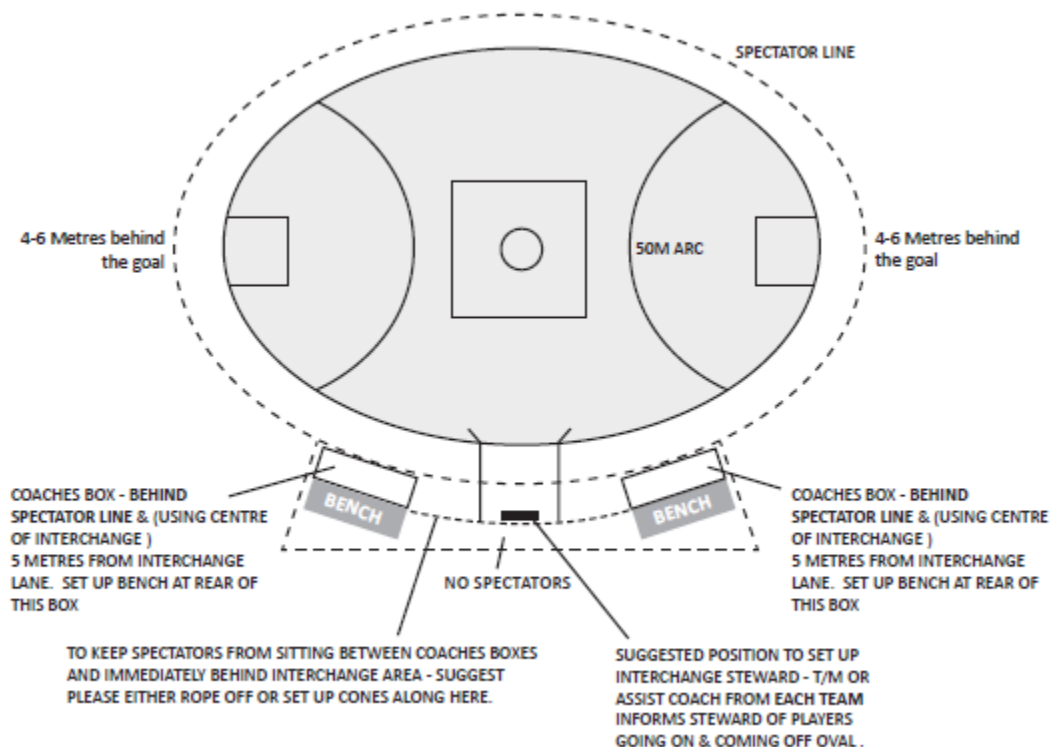 SPECTATOR LINE
4-6 Metres behind
the goal
50M ARC
4-6 Metres behind
the goal
COACHES BOX - BEHIND
SPECTATOR LINE & (USING CENTRE
OF INTERCHANGE )
5 METRES FROM INTERCHANGE
LANE. SET UP BENCH AT REAR OF
THIS BOX
BENCH
BENCH
COACHES BOX - BEHIND
SPECTATOR LINE & (USING CENTRE
OF INTERCHANGE )
5 METRES FROM INTERCHANGE
LANE. SET UP BENCH AT REAR OF
THIS BOX
NO SPECTATORS
TO KEEP SPECTATORS FROM SITTING BETWEEN COACHES BOXES
AND IMMEDIATELY BEHIND INTERCHANGE AREA - SUGGEST
PLEASE EITHER ROPE OFF OR SET UP CONES ALONG HERE.
SUGGESTED POSITION TO SET UP
INTERCHANGE STEWARD - T/M OR
ASSIST COACH FROM EACH TEAM
INFORMS STEWARD OF PLAYERS
GOING ON & COMING OFF OVAL .